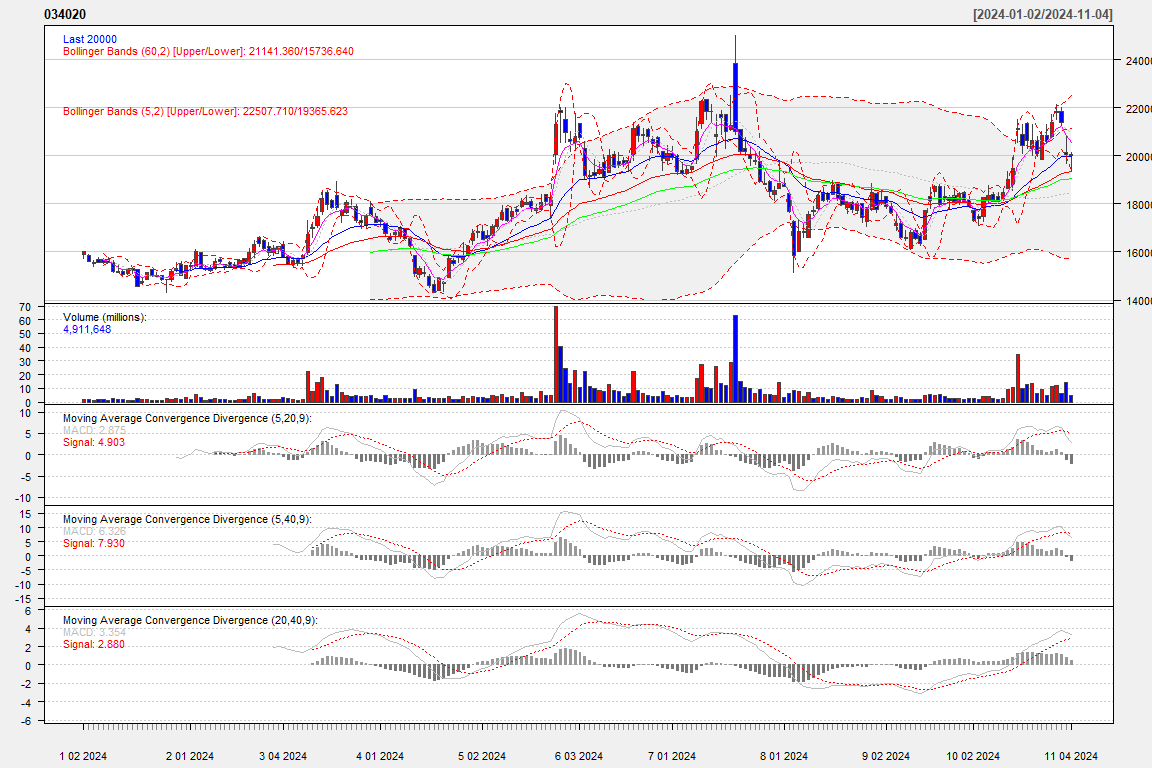 034020 [2024-01-02/2024-11-04]
Last 20000
Bollinger Bands (60,2) [Upper/Lower]: 21141.360/15736.640
Bollinger Bands (5,2) [Upper/Lower]: 22507.710/19365.623
24000
22000
20000
18000
16000
14000
Volume (millions):
4,911,648
70
60
50
40
30
20
10
0
Moving Average Convergence Divergence (5,20,9):
MACD: 2.875
Signal: 4.903
10
5
0
-5
-10
Moving Average Convergence Divergence (5,40,9):
MACD: 6.326
Signal: 7.930
15
10
5
0
-5
-10
-15
Moving Average Convergence Divergence (20,40,9):
MACD: 3.354
Signal: 2.880
6
4
2
0
-2
-4
-6
1 02 2024 2 01 2024 3 04 2024 4 01 2024 5 02 2024 6 03 2024 7 01 2024 8 01 2024 9 02 2024 10 02 2024 11 04 2024